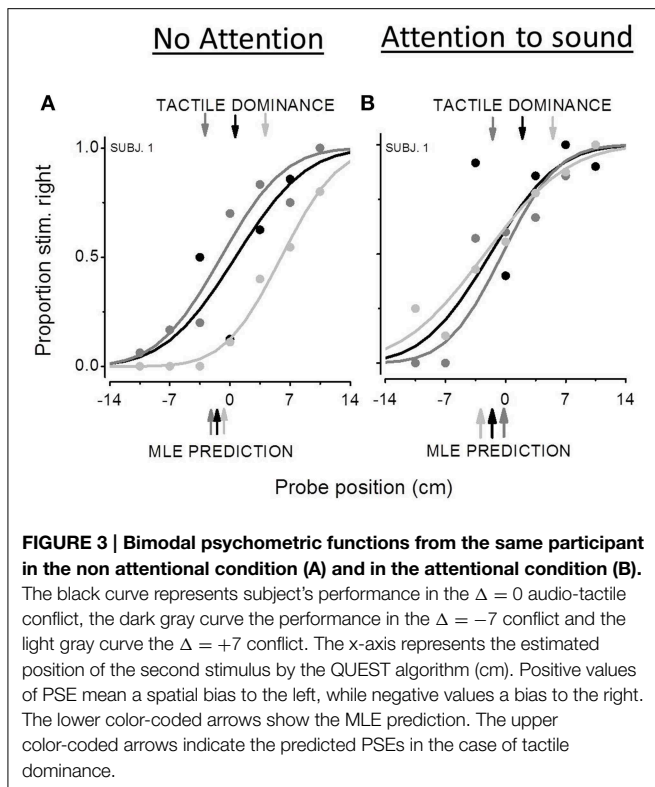 No Attention
Attention to sound
A
TACTILE DOMINANCE
B
TACTILE DOMINANCE
1.0
SUBJ. 1
SUBJ. 1
Proportion stim. right
0.5
0.0
-14 -7 0 7 14
-14 -7 0 7 14
MLE PREDICTION
MLE PREDICTION
Probe position (cm)
FIGURE 3 | Bimodal psychometric functions from the same participant
in the non attentional condition (A) and in the attentional condition (B).
The black curve represents subject's performance in the Δ = 0 audio-tactile
conflict, the dark gray curve the performance in the Δ = −7 conflict and the
light gray curve the Δ = +7 conflict. The x-axis represents the estimated
position of the second stimulus by the QUEST algorithm (cm). Positive values
of PSE mean a spatial bias to the left, while negative values a bias to the right.
The lower color-coded arrows show the MLE prediction. The upper
color-coded arrows indicate the predicted PSEs in the case of tactile
dominance.